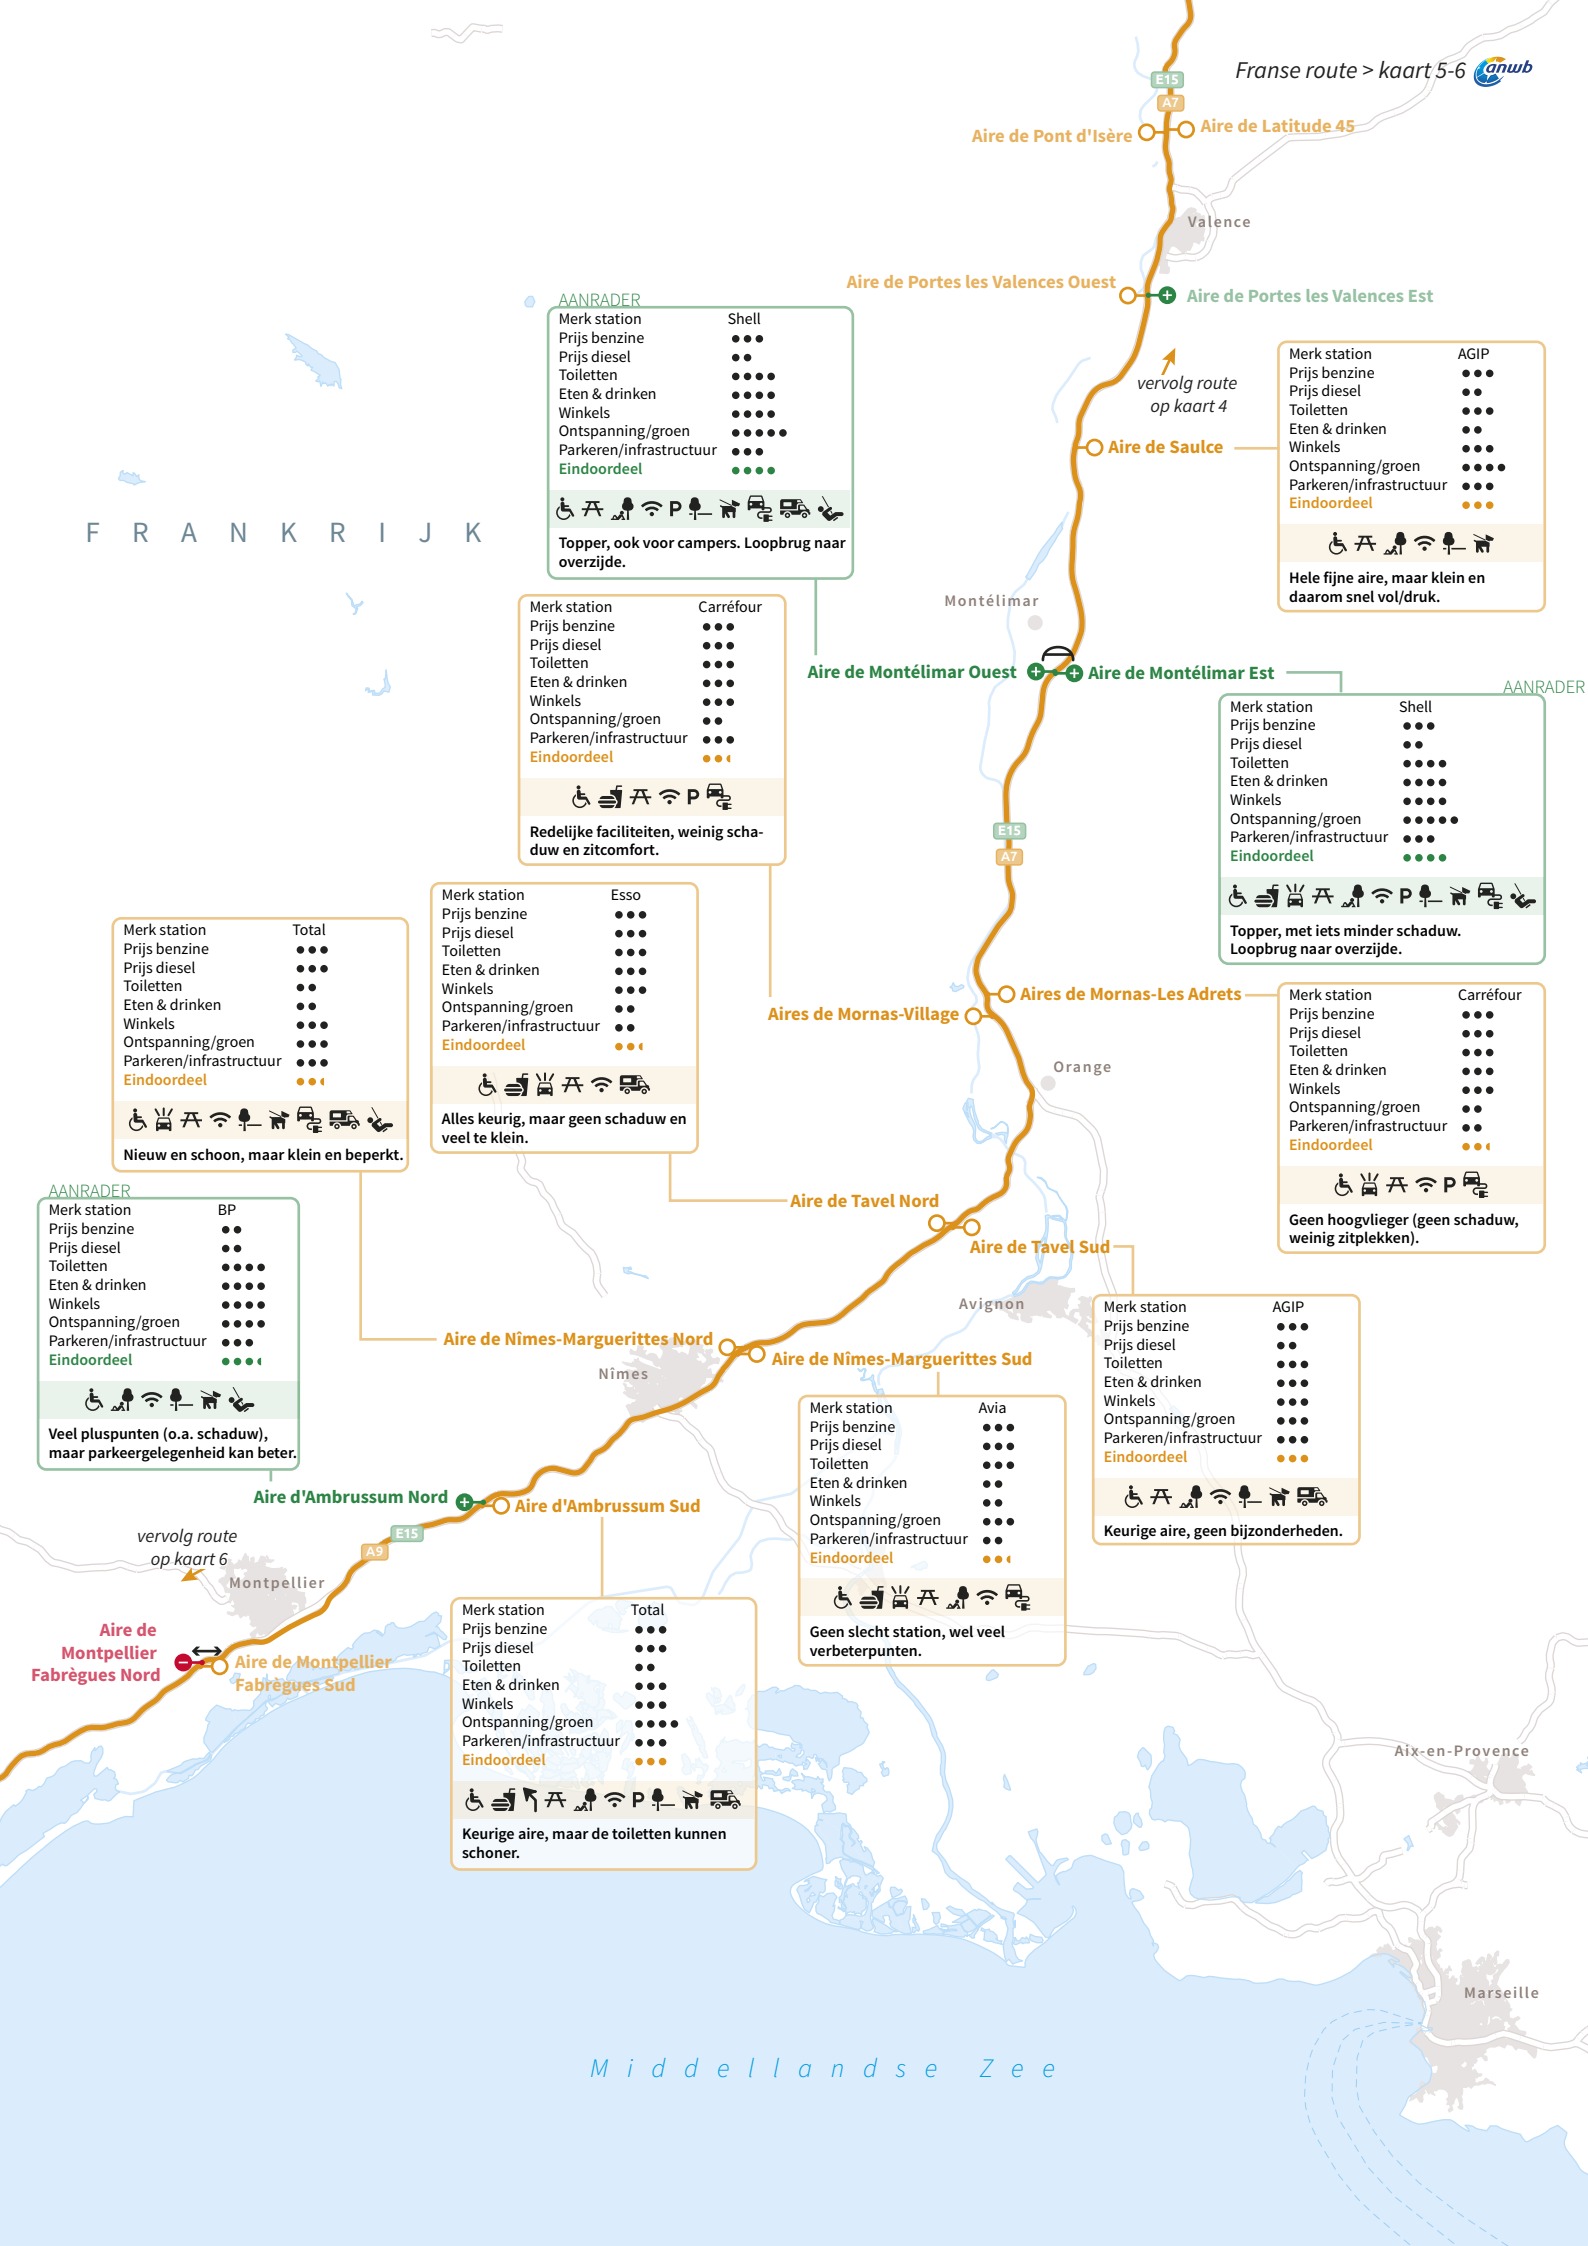 Franse route > kaart 5-6 anwb
E15
A7
Aire de Pont d'Isère
Aire de Latitude 45
Valence
Aire de Portes les Valences Ouest
Aire de Portes les Valences Est
vervolg route
op kaart 4
AANRADER
Merk station Shell
Prijs benzine
Prijs diesel
Toiletten
Eten & drinken
Winkels
Ontspanning/groen
Parkeren/infrastructuur
Eindoordeel
P
Topper, ook voor campers. Loopbrug naar
overzijde.
Merk station AGIP
Prijs benzine
Prijs diesel
Toiletten
Eten & drinken
Winkels
Ontspanning/groen
Parkeren/infrastructuur
Eindoordeel
Hele fijne aire, maar klein en
daarom snel vol/druk.
Aire de Saulce
FRANKRIJK
Montélimar
Merk station Carréfour
Prijs benzine
Prijs diesel
Toiletten
Eten & drinken
Winkels
Ontspanning/groen
Parkeren/infrastructuur
Eindoordeel
P
Redelijke faciliteiten, weinig scha-
duw en zitcomfort.
Aire de Montélimar Ouest
Aire de Montélimar Est
AANRADER
Merk station Shell
Prijs benzine
Prijs diesel
Toiletten
Eten & drinken
Winkels
Ontspanning/groen
Parkeren/infrastructuur
Eindoordeel
P
Topper, met iets minder schaduw.
Loopbrug naar overzijde.
E15
A7
Merk station Esso
Prijs benzine
Prijs diesel
Toiletten
Eten & drinken
Winkels
Ontspanning/groen
Parkeren/infrastructuur
Eindoordeel
Alles keurig, maar geen schaduw en
veel te klein.
Merk station Total
Prijs benzine
Prijs diesel
Toiletten
Eten & drinken
Winkels
Ontspanning/groen
Parkeren/infrastructuur
Eindoordeel
Nieuw en schoon, maar klein en beperkt.
Aires de Mornas-Les Adrets
Aires de Mornas-Village
Merk station Carréfour
Prijs benzine
Prijs diesel
Toiletten
Eten & drinken
Winkels
Ontspanning/groen
Parkeren/infrastructuur
Eindoordeel
P
Geen hoogvlieger (geen schaduw,
weinig zitplekken).
Orange
AANRADER
Merk station BP
Prijs benzine
Prijs diesel
Toiletten
Eten & drinken
Winkels
Ontspanning/groen
Parkeren/infrastructuur
Eindoordeel
Veel pluspunten (o.a. schaduw),
maar parkeergelegenheid kan beter.
Aire de Tavel Nord
Aire de Tavel Sud
Avignon
Merk station AGIP
Prijs benzine
Prijs diesel
Toiletten
Eten & drinken
Winkels
Ontspanning/groen
Parkeren/infrastructuur
Eindoordeel
Keurige aire, geen bijzonderheden.
Aire de Nîmes-Marguerittes Nord
Aire de Nîmes-Marguerittes Sud
Nîmes
Merk station Avia
Prijs benzine
Prijs diesel
Toiletten
Eten & drinken
Winkels
Ontspanning/groen
Parkeren/infrastructuur
Eindoordeel
Geen slecht station, wel veel
verbeterpunten.
Aire d'Ambrussum Nord
Aire d'Ambrussum Sud
E15
A9
vervolg route
op kaart 6
Montpellier
Merk station Total
Prijs benzine
Prijs diesel
Toiletten
Eten & drinken
Winkels
Ontspanning/groen
Parkeren/infrastructuur
Eindoordeel
P
Keurige aire, maar de toiletten kunnen
schoner.
Aire de
Montpellier
Fabrègues Nord
Aire de Montpellier
Fabrègues Sud
Aix-en-Provence
Marseille
Middellandse Zee